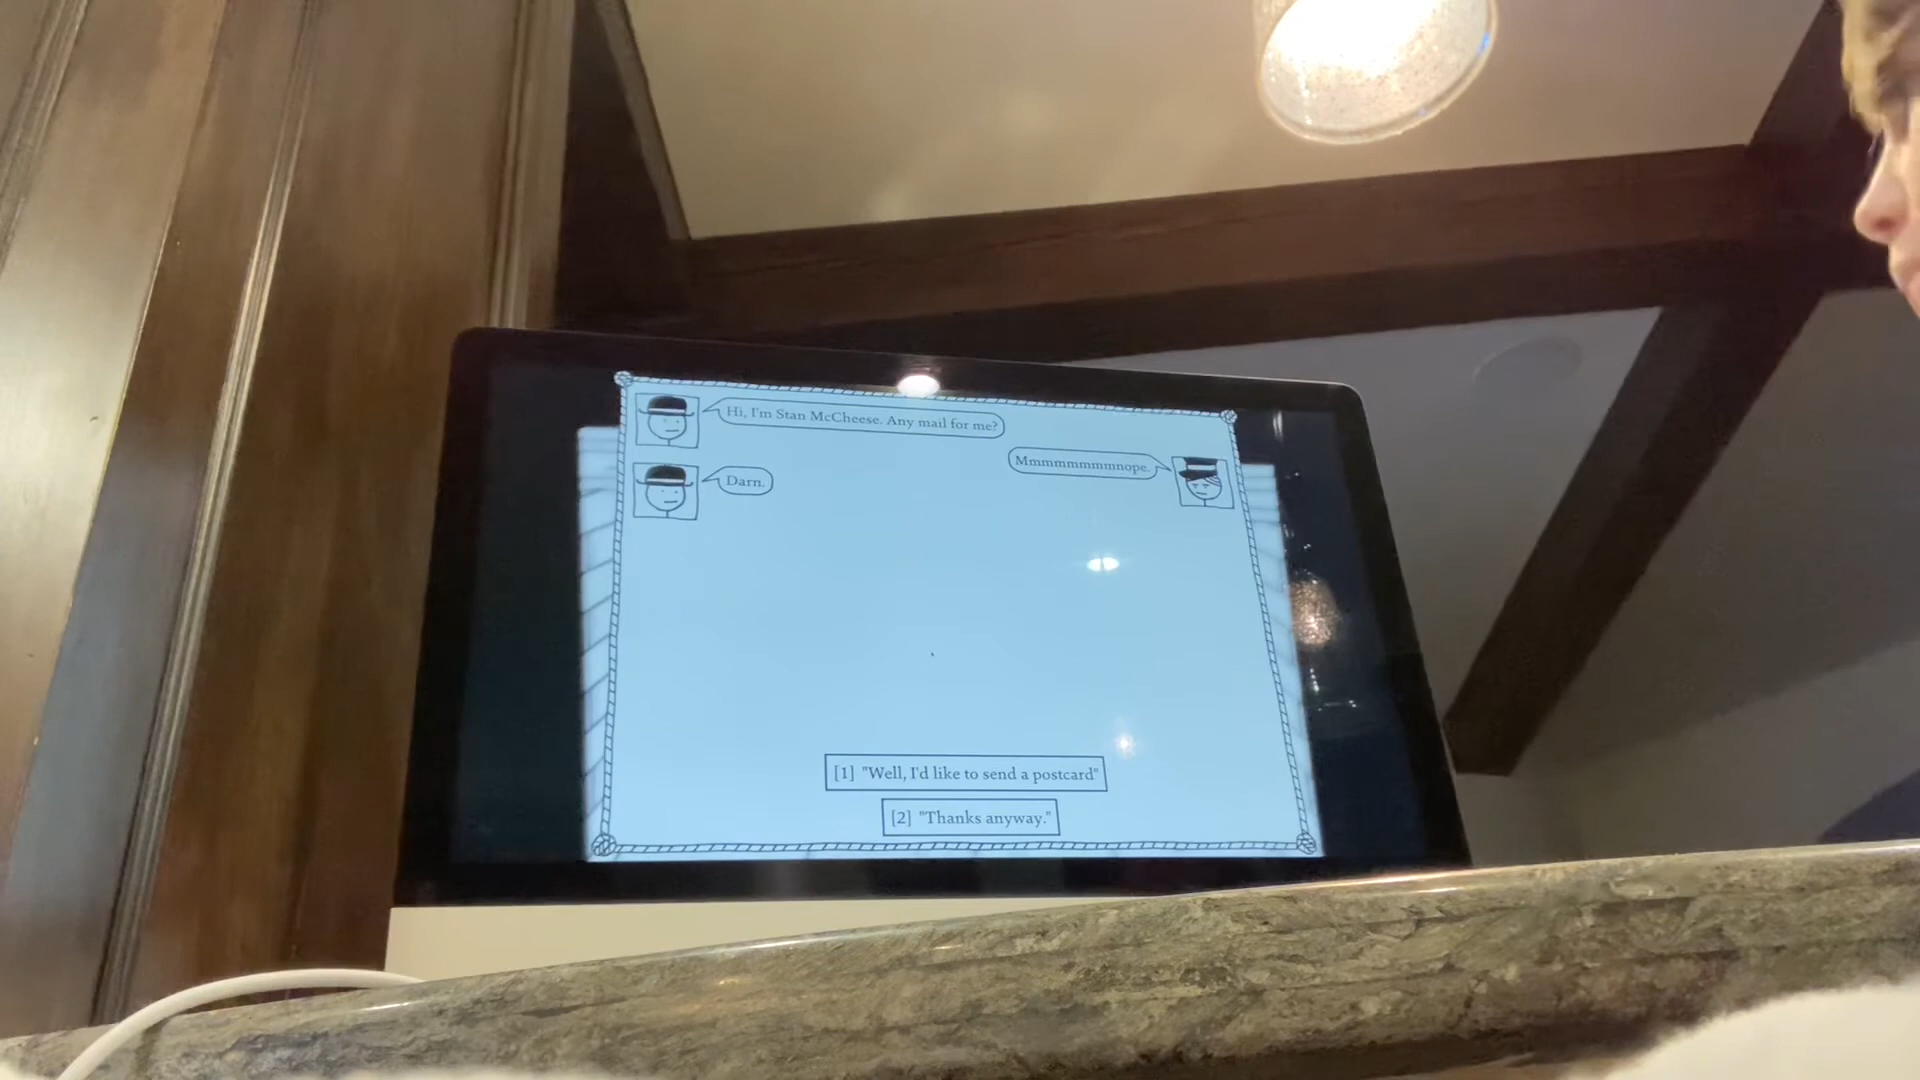 Hi, I'm Stan McCheese. Any mail for me?
Mmmmmmmmnope.
Darn.
[1] "Well, I'd like to send a postcard"
[2] "Thanks anyway."